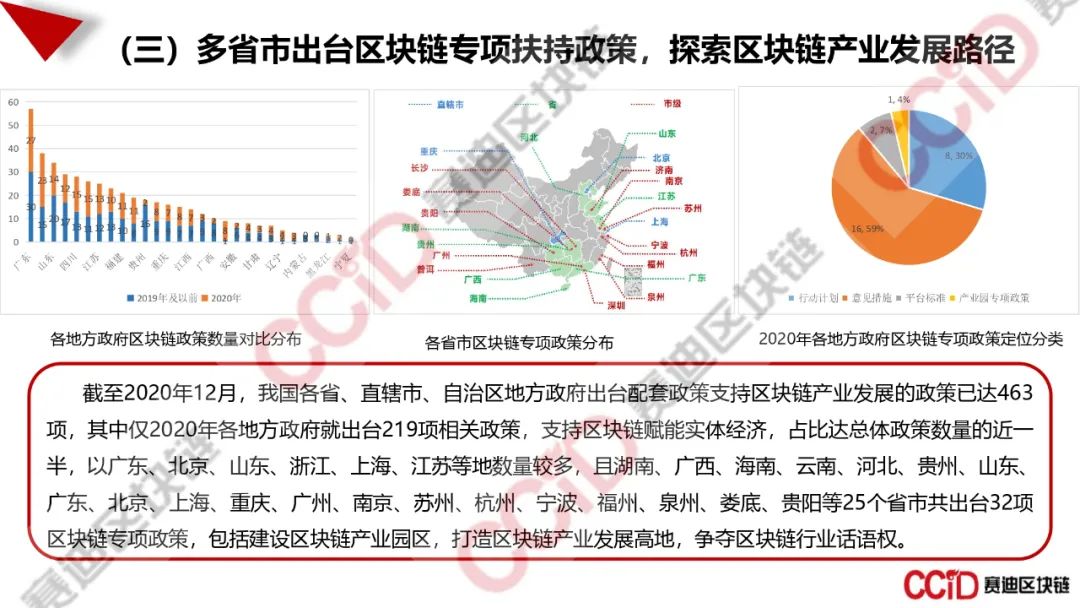 （三）多省市出台区块链专项扶持政策，探索区块链产业发展路径
60
50
40
30
20
10
0
27
30
23
15
14
20
12
17
15
13
15
11
13
12
10
13
11
10
11
广东
山东
四川
江苏
福建
贵州
重庆
江西
广西
安徽
甘肃
辽宁
内蒙古
黑龙江
宁夏
2019年及以前
2020年
各地方政府区块链政策数量对比分布
直辖市
省
市级
河北
山东
重庆
北京
长沙
济南
娄底
南京
江苏
贵阳
苏州
湖南
上海
贵州
宁波
广州
杭州
普洱
福州
广西
广东
海南
泉州
深圳
各省市区块链专项政策分布
1, 4%
2, 7%
8, 30%
16, 59%
行动计划
意见措施
平台标准
产业园专项政策
2020年各地方政府区块链专项政策定位分类
截至2020年12月，我国各省、直辖市、自治区地方政府出台配套政策支持区块链产业发展的政策已达463
项，其中仅2020年各地方政府就出台219项相关政策，支持区块链赋能实体经济，占比达总体政策数量的近一
半，以广东、北京、山东、浙江、上海、江苏等地数量较多，且湖南、广西、海南、云南、河北、贵州、山东、
广东、北京、上海、重庆、广州、南京、苏州、杭州、宁波、福州、泉州、娄底、贵阳等25个省市共出台32项
区块链专项政策，包括建设区块链产业园区，打造区块链产业发展高地，争夺区块链行业话语权。
CCiD 赛迪区块链